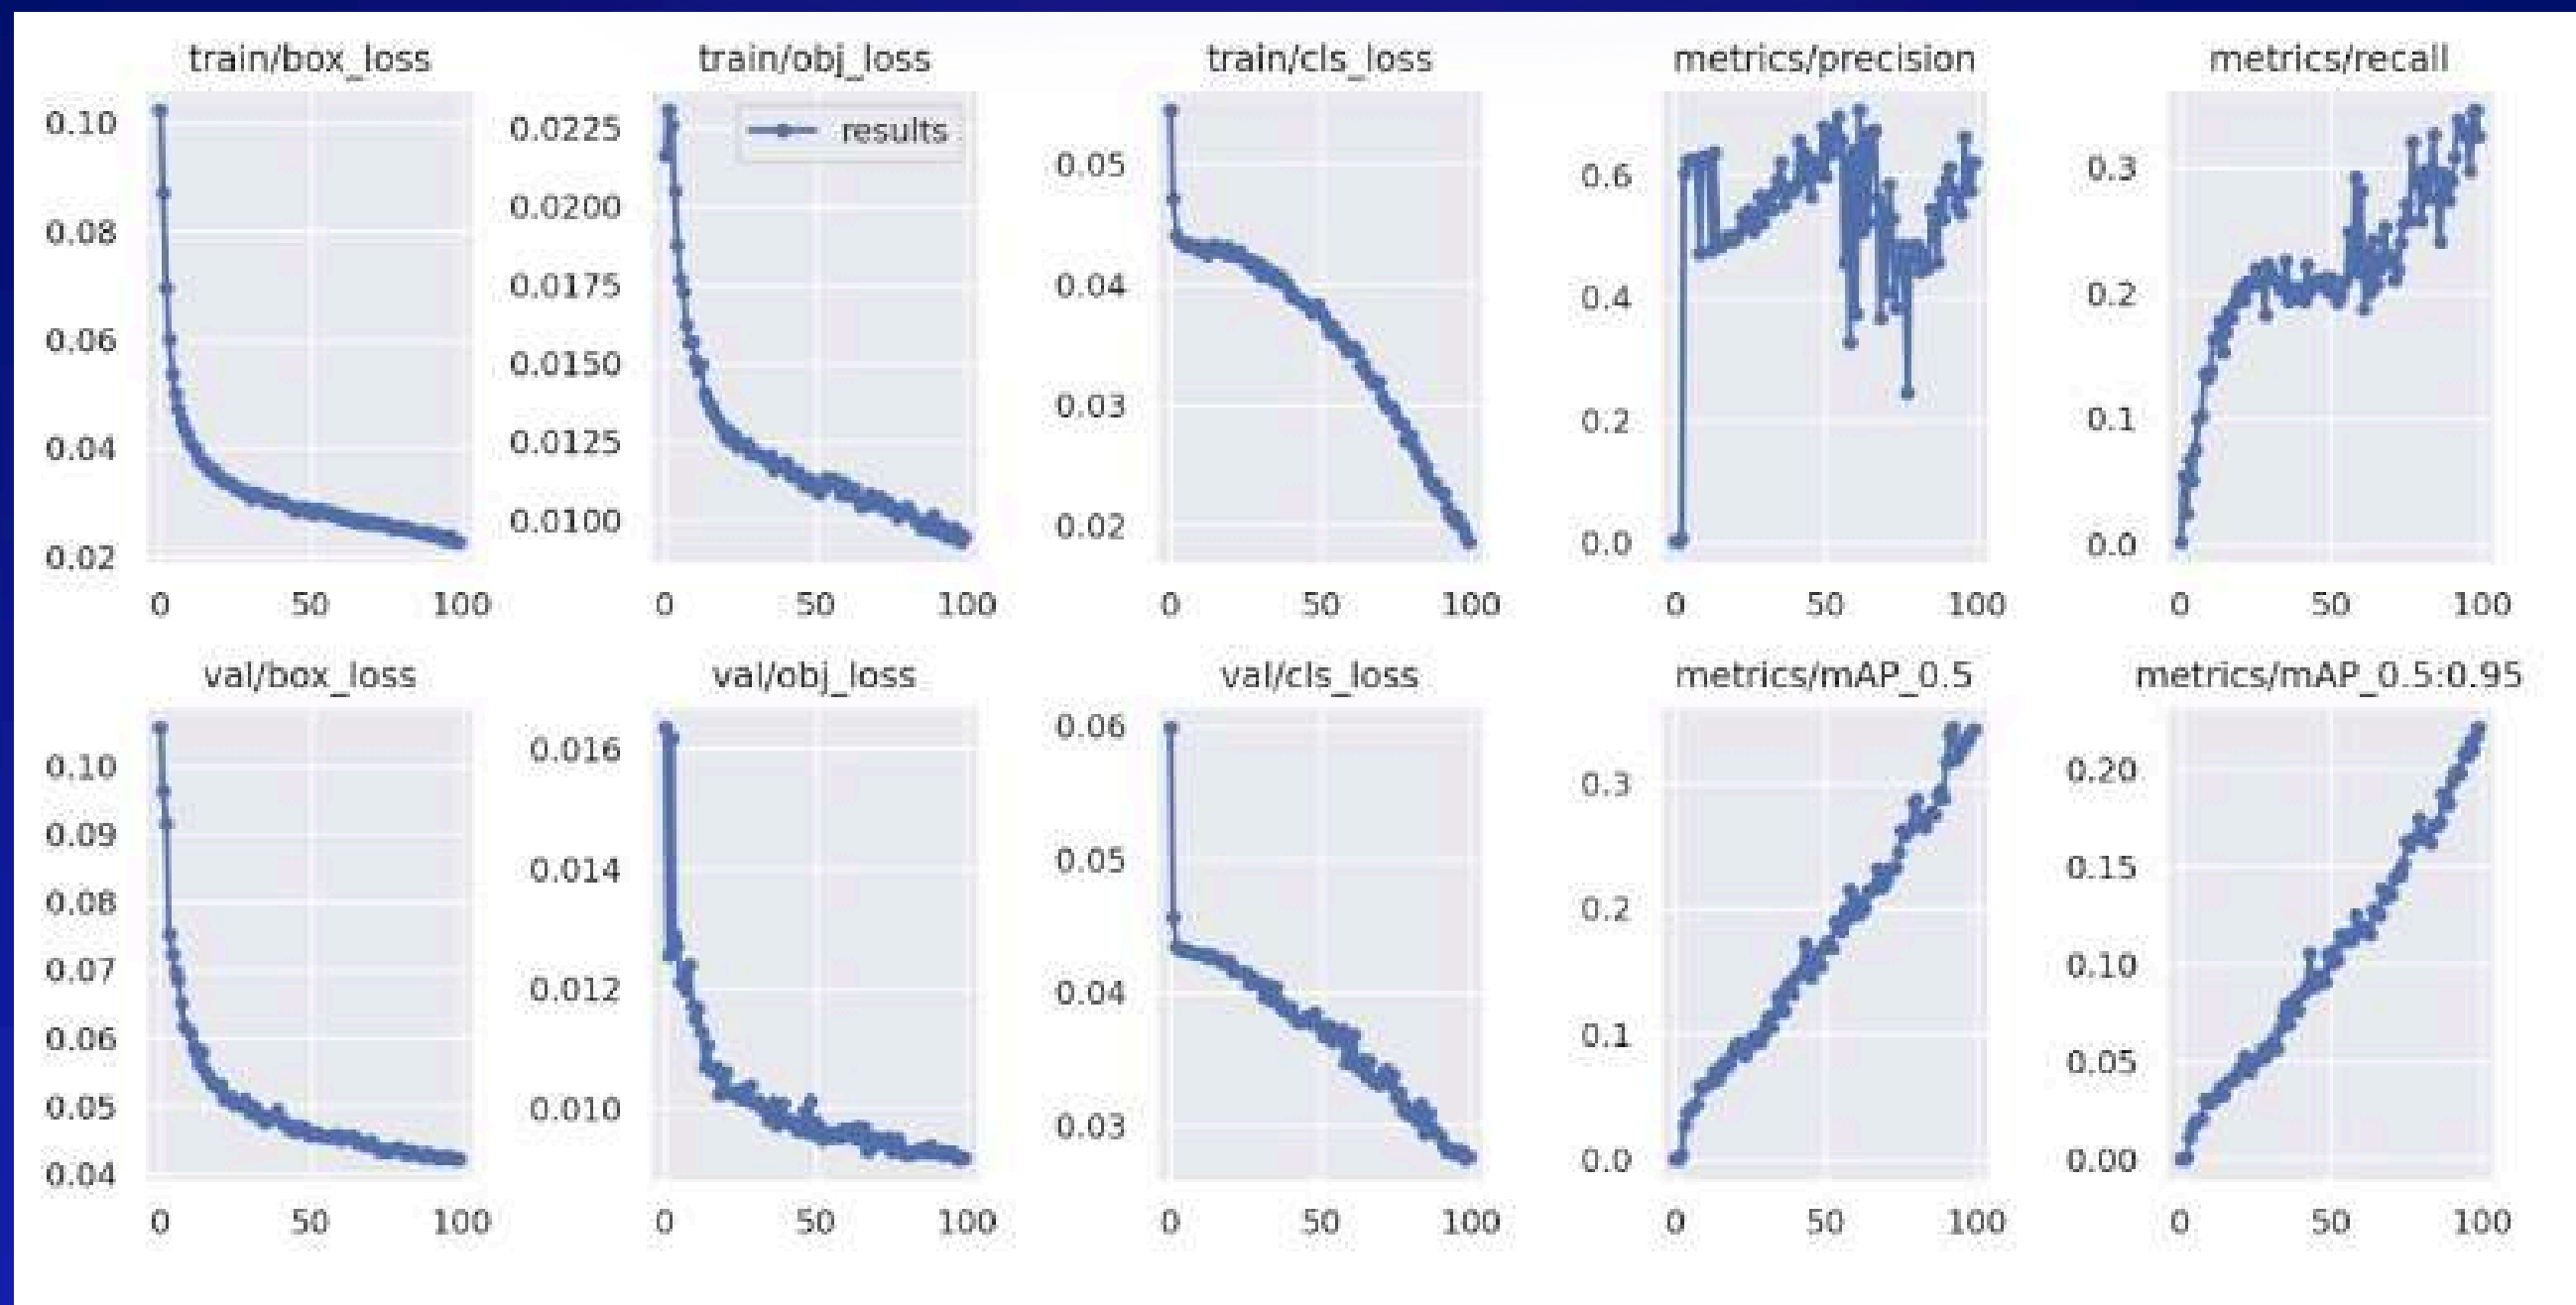 train/box_loss
train/obj_loss
train/cls_loss
metrics/precision
metrics/recall
0.10
0.08
0.06
0.04
0.02
0 50 100
results
0.0225
0.0200
0.0175
0.0150
0.0125
0.0100
0 50 100
0.05
0.04
0.03
0.02
0 50 100
0.6
0.4
0.2
0.0
0 50 100
0.3
0.2
0.1
0.0
0 50 100
val/box_loss
val/obj_loss
val/cls_loss
metrics/mAP_0.5
metrics/mAP_0.5:0.95
0.10
0.09
0.08
0.07
0.06
0.05
0.04
0 50 100
0.016
0.014
0.012
0.010
0 50 100
0.06
0.05
0.04
0.03
0 50 100
0.3
0.2
0.1
0.0
0 50 100
0.20
0.15
0.10
0.05
0.00
0 50 100